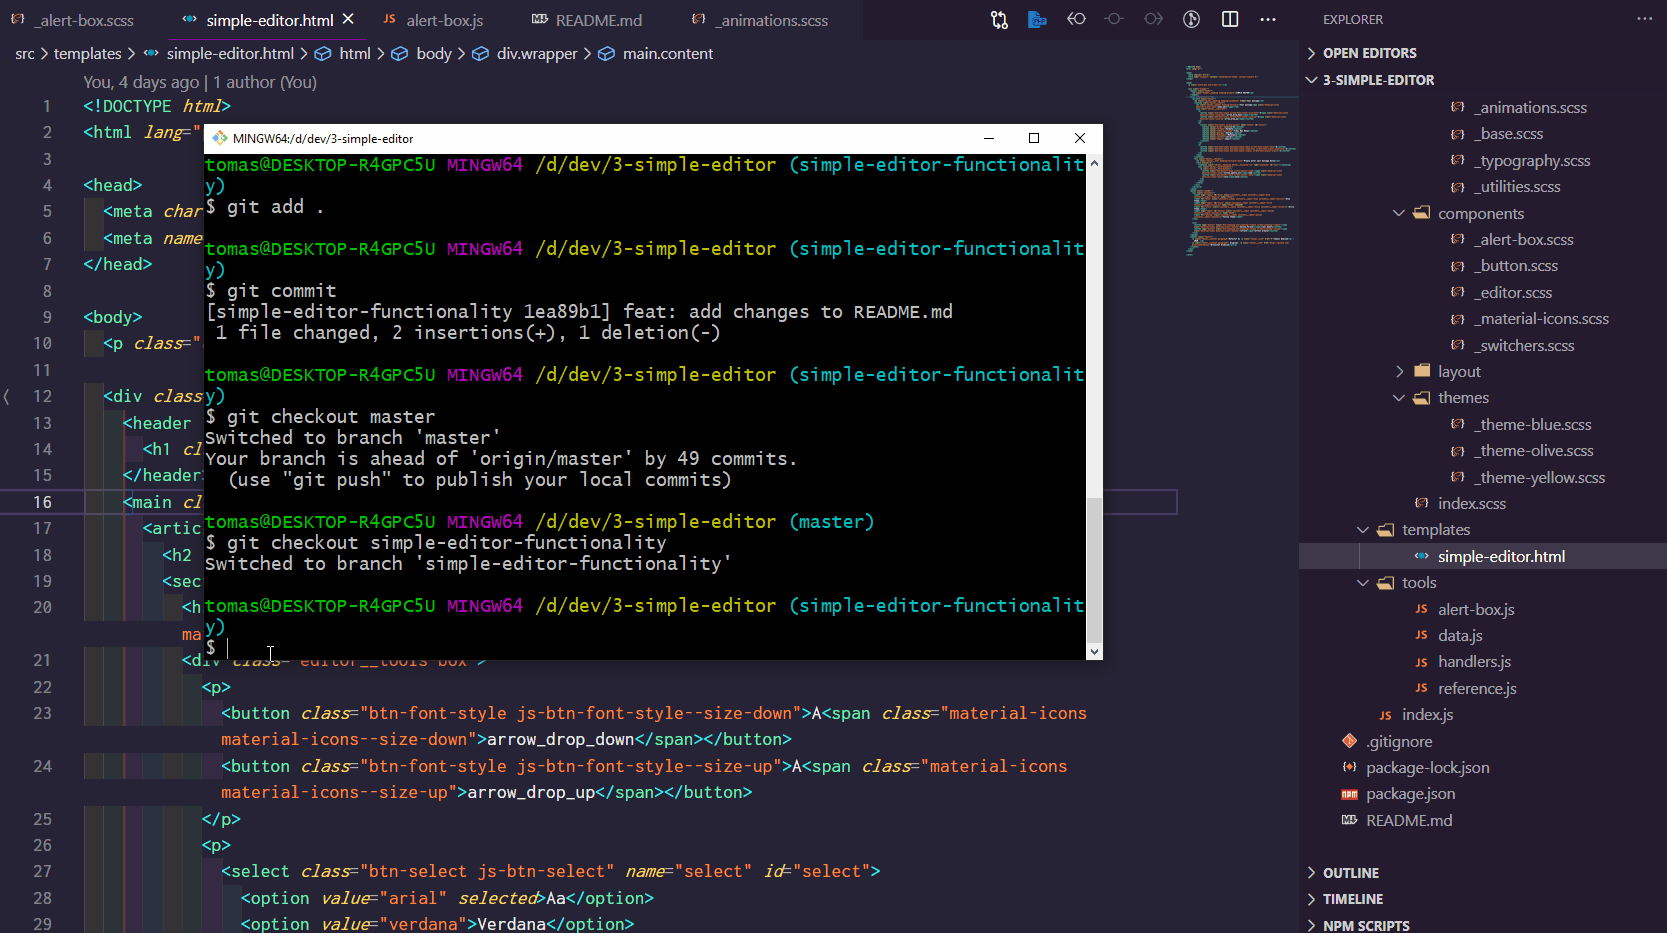 _alert-box.scss
simple-editor.html
JS alert-box.js
README.md
_animations.scss
src > templates > simple-editor.html > html > body > div.wrapper > main.content
You, 4 days ago | 1 author (You)
1 <!DOCTYPE html>
2 <html lang="
3
4 <head>
5 <meta char
6 <meta name
7 </head>
8
9 <body>
10 <p class="
11
12 <div class
13 <header
14 <h1 cl
15 </header
16 <main cl
17 <artic
18 <h2
19 <sec
20 <h
ma
21 <div class="editor__tools box">
22 <p>
23 <button class="btn-font-style js-btn-font-style--size-down">A<span class="material-icons
material-icons--size-down">arrow_drop_down</span></button>
24 <button class="btn-font-style js-btn-font-style--size-up">A<span class="material-icons
material-icons--size-up">arrow_drop_up</span></button>
25 </p>
26 <p>
27 <select class="btn-select js-btn-select" name="select" id="select">
28 <option value="arial" selected>Aa</option>
29 <option value="verdana">Verdana</option>
MINGW64:/d/dev/3-simple-editor
tomas@DESKTOP-R4GPC5U MINGW64 /d/dev/3-simple-editor (simple-editor-functionalit
y)
$ git add .
tomas@DESKTOP-R4GPC5U MINGW64 /d/dev/3-simple-editor (simple-editor-functionalit
y)
$ git commit
[simple-editor-functionality 1ea89b1] feat: add changes to README.md
1 file changed, 2 insertions(+), 1 deletion(-)
tomas@DESKTOP-R4GPC5U MINGW64 /d/dev/3-simple-editor (simple-editor-functionalit
y)
$ git checkout master
Switched to branch 'master'
Your branch is ahead of 'origin/master' by 49 commits.
(use "git push" to publish your local commits)
tomas@DESKTOP-R4GPC5U MINGW64 /d/dev/3-simple-editor (master)
$ git checkout simple-editor-functionality
Switched to branch 'simple-editor-functionality'
tomas@DESKTOP-R4GPC5U MINGW64 /d/dev/3-simple-editor (simple-editor-functionalit
y)
$
EXPLORER
OPEN EDITORS
3-SIMPLE-EDITOR
_animations.scss
_base.scss
_typography.scss
_utilities.scss
components
_alert-box.scss
_button.scss
_editor.scss
_material-icons.scss
_switchers.scss
layout
themes
_theme-blue.scss
_theme-olive.scss
_theme-yellow.scss
index.scss
templates
simple-editor.html
tools
JS alert-box.js
JS data.js
JS handlers.js
JS reference.js
JS index.js
.gitignore
package-lock.json
package.json
README.md
OUTLINE
TIMELINE
NPM SCRIPTS